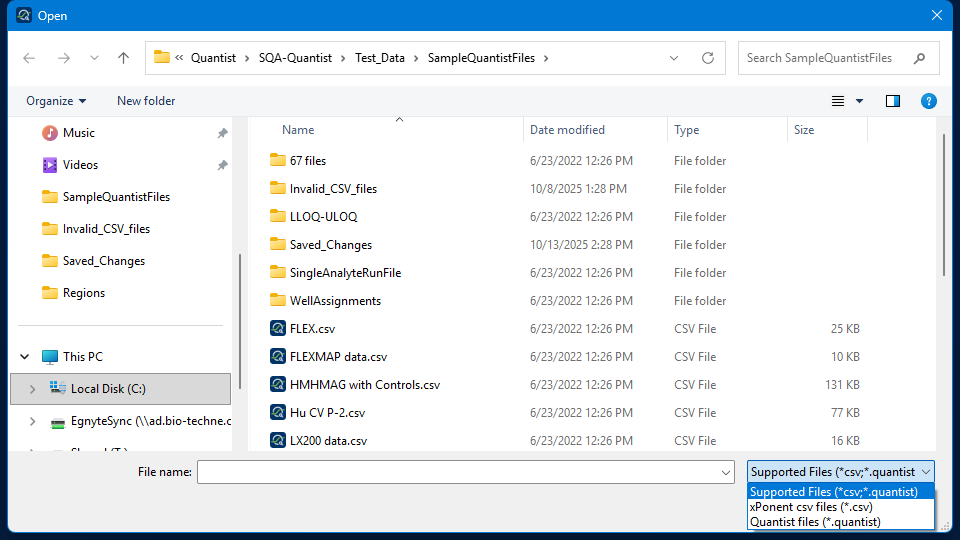 Open
« Quantist › SQA-Quantist › Test_Data › SampleQuantistFiles ›
Search SampleQuantistFiles
Organize
New folder
?
Music
Videos
SampleQuantistFiles
Invalid_CSV_files
Saved_Changes
Regions
This PC
Local Disk (C:)
EgnyteSync (\\ad.bio-techne.c
Name Date modified Type Size
67 files 6/23/2022 12:26 PM File folder
Invalid_CSV_files 10/8/2025 1:28 PM File folder
LLOQ-ULOQ 6/23/2022 12:26 PM File folder
Saved_Changes 10/13/2025 2:28 PM File folder
SingleAnalyteRunFile 6/23/2022 12:26 PM File folder
WellAssignments 6/23/2022 12:26 PM File folder
FLEX.csv 6/23/2022 12:26 PM CSV File 25 KB
FLEXMAP data.csv 6/23/2022 12:26 PM CSV File 10 KB
HMHMAG with Controls.csv 6/23/2022 12:26 PM CSV File 131 KB
Hu CV P-2.csv 6/23/2022 12:26 PM CSV File 77 KB
LX200 data.csv 6/23/2022 12:26 PM CSV File 16 KB
File name:
Supported Files (*csv;*.quantist
Supported Files (*csv;*.quantist)
xPonent csv files (*.csv)
Quantist files (*.quantist)